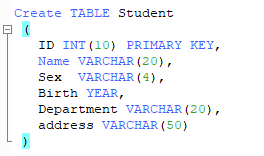 Create TABLE Student
(
ID INT(10) PRIMARY KEY,
Name VARCHAR(20),
Sex  VARCHAR(4),
Birth YEAR,
Department VARCHAR(20),
address VARCHAR(50)
)